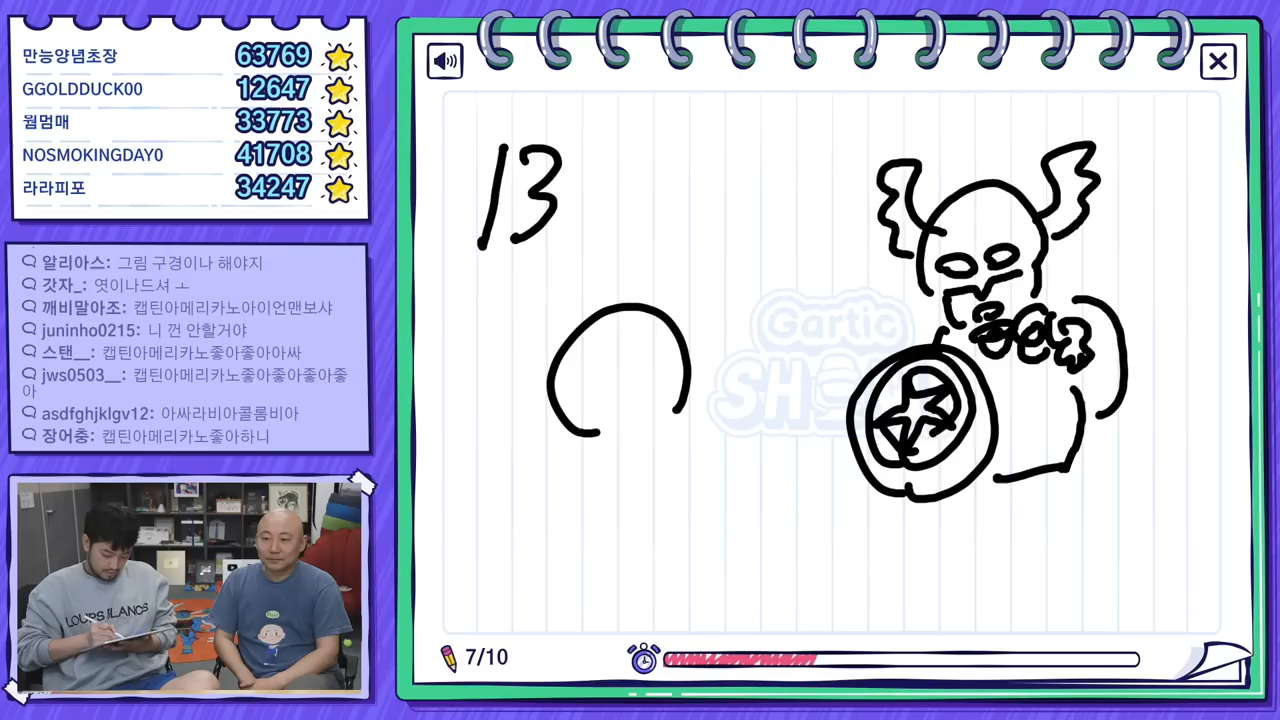 만능양념초장 63769
GGOLDDUCK00 12647
웜멈매 33773
NOSMOKINGDAY0 41708
라라피포 34247
알리아스: 그림 구경이나 해야지
갓자_: 엿이나드셔 ㅗ
깨비말아조: 캡틴아메리카노아이언맨보샤
juninho0215: 니 껀 안할거야
스탠__: 캡틴아메리카노좋아좋아아싸
jws0503__: 캡틴아메리카노좋아좋아좋아좋
아
asdfghjklgv12: 아싸라비아콜롬비아
장어충: 캡틴아메리카노좋아하니
13
Gartic
7/10